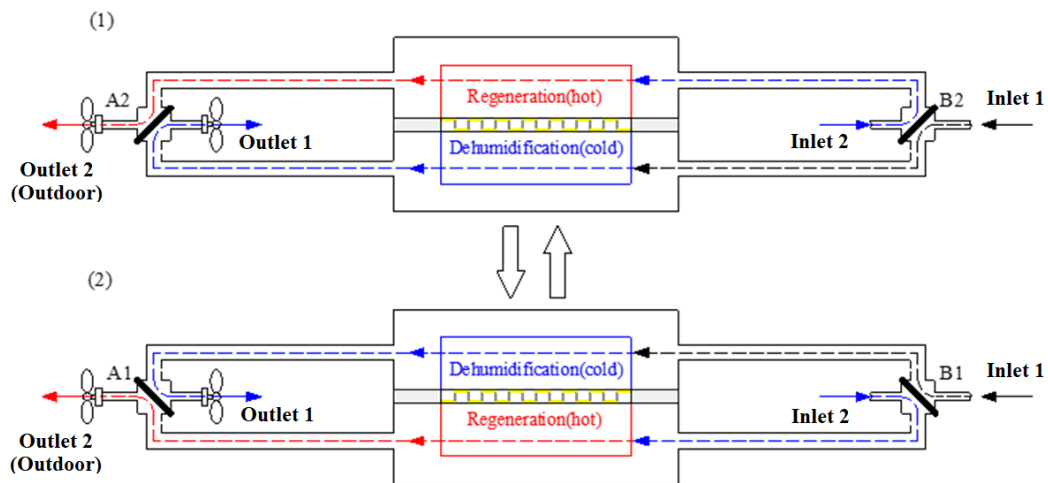 (1)
A2
B2
Inlet 1
Regeneration(hot)
Outlet 1
Inlet 2
Dehumidification(cold)
Outlet 2
(Outdoor)
(2)
A1
B1
Inlet 1
Dehumidification(cold)
Outlet 1
Inlet 2
Regeneration(hot)
Outlet 2
(Outdoor)